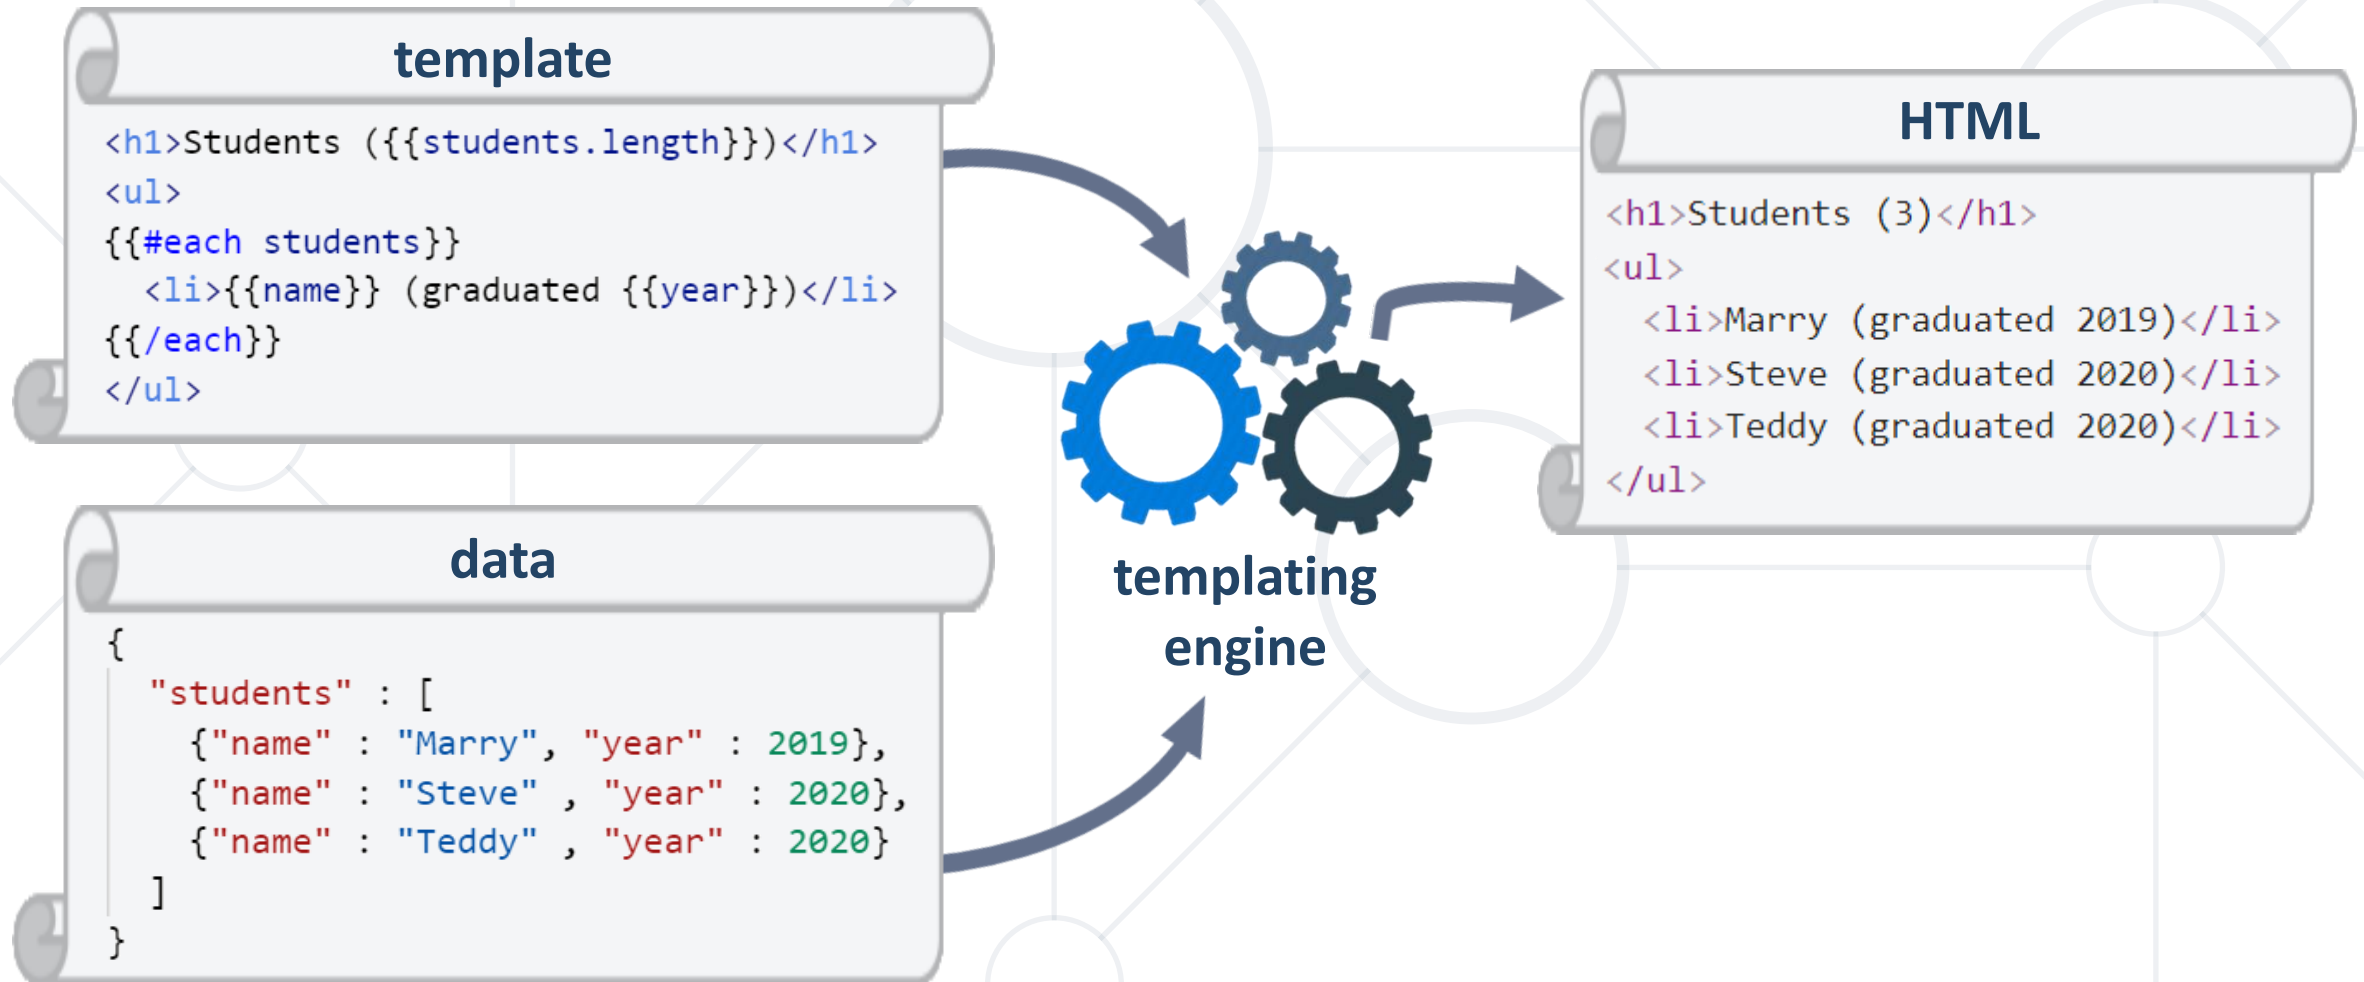 template
<h1>Students ({{students.length}})</h1>
<ul>
{{#each students}}
  <li>{{name}} (graduated {{year}})</li>
{{/each}}
</ul>
data
{
  "students" : [
    {"name" : "Marry", "year" : 2019},
    {"name" : "Steve" , "year" : 2020},
    {"name" : "Teddy" , "year" : 2020}
  ]
}
templating
engine
HTML
<h1>Students (3)</h1>
<ul>
  <li>Marry (graduated 2019)</li>
  <li>Steve (graduated 2020)</li>
  <li>Teddy (graduated 2020)</li>
</ul>